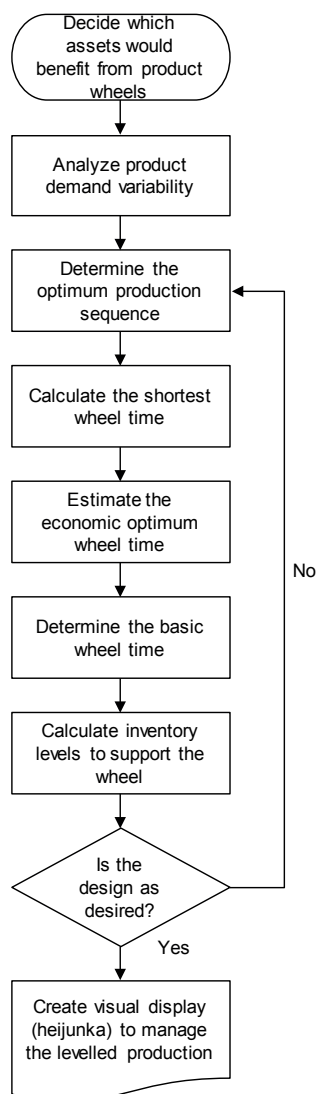 Decide which
assets would
benefit from product
wheels
Analyze product
demand variability
Determine the
optimum production
sequence
Calculate the shortest
wheel time
Estimate the
economic optimum
wheel time
No
Determine the basic
wheel time
Calculate inventory
levels to support the
wheel
Is the
design as
desired?
Yes
Create visual display
(heijunka) to manage
the levelled production